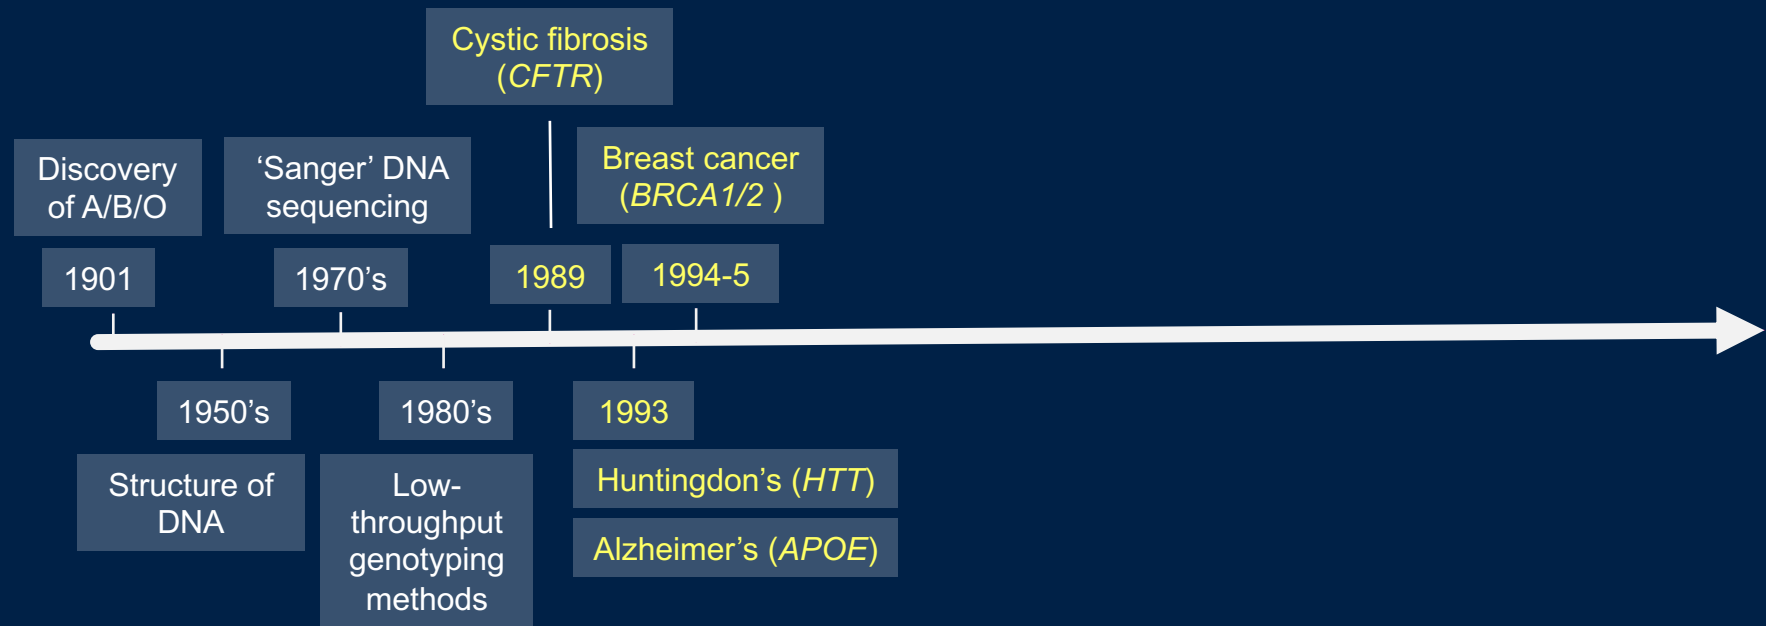 Cystic fibrosis
(CFTR)
Discovery
of A/B/O
‘Sanger’ DNA
sequencing
Breast cancer
(BRCA1/2 )
1901
1970’s
1989
1994-5
1950’s
1980’s
1993
Structure of
DNA
Low-
throughput
genotyping
methods
Huntingdon’s (HTT)
Alzheimer’s (APOE)